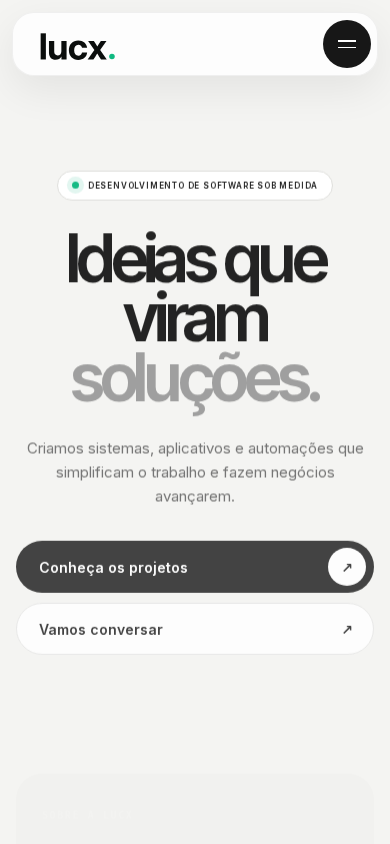 lucx.
DESENVOLVIMENTO DE SOFTWARE SOB MEDIDA
Ideias que
viram
soluções.
Criamos sistemas, aplicativos e automações que
simplificam o trabalho e fazem negócios
avançarem.
Conheça os projetos ↗
Vamos conversar ↗